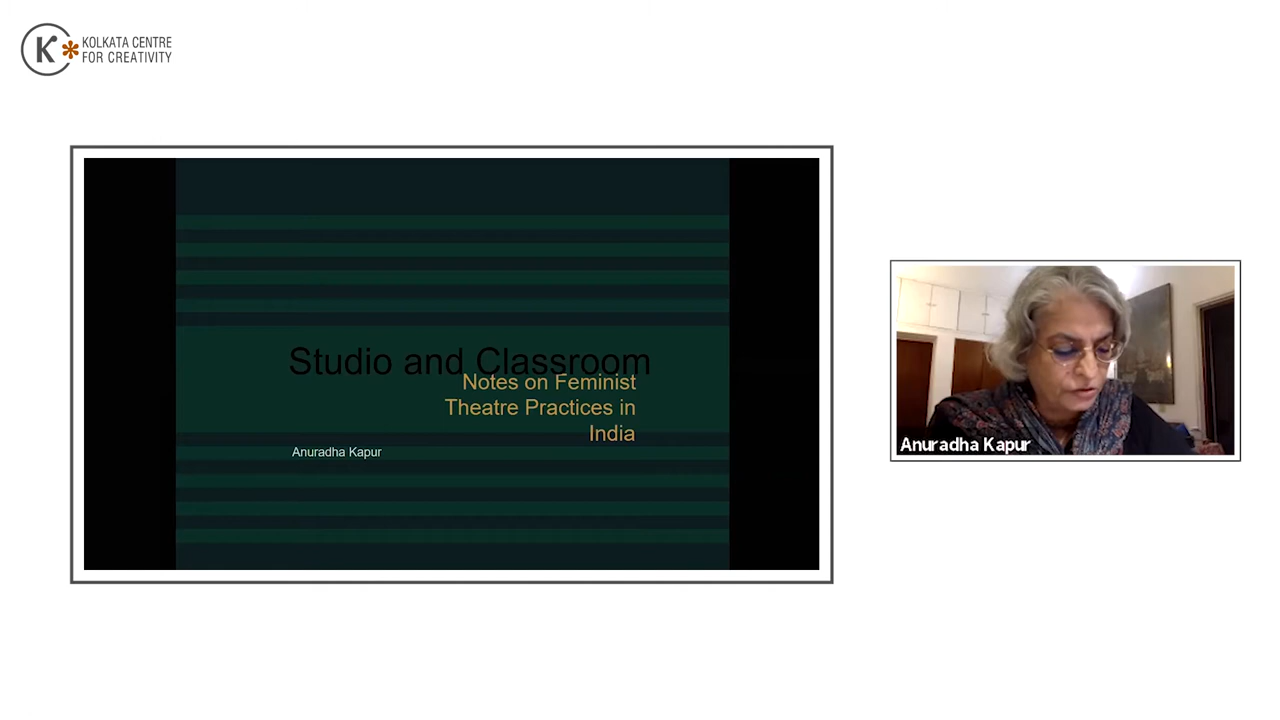 KOLKATA CENTRE
FOR CREATIVITY
Studio and Classroom
Notes on Feminist
Theatre Practices in
India
Anuradha Kapur
Anuradha Kapur